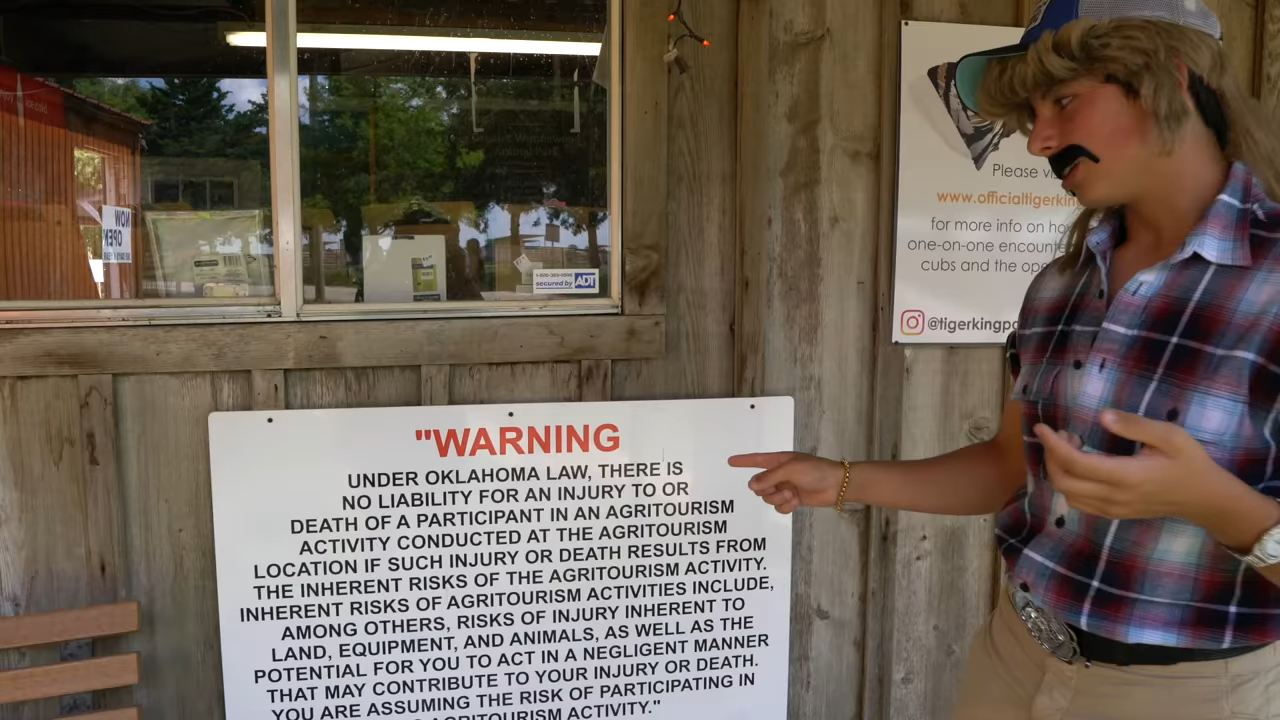 NOW
OPEN
1-800-369-6996
secured by ADT
Please vi
www.officialtigerkin
for more info on ho
one-on-one encounte
cubs and the ope
@tigerkingpa
"WARNING
UNDER OKLAHOMA LAW, THERE IS
NO LIABILITY FOR AN INJURY TO OR
DEATH OF A PARTICIPANT IN AN AGRITOURISM
ACTIVITY CONDUCTED AT THE AGRITOURISM
LOCATION IF SUCH INJURY OR DEATH RESULTS FROM
THE INHERENT RISKS OF THE AGRITOURISM ACTIVITY.
INHERENT RISKS OF AGRITOURISM ACTIVITIES INCLUDE,
AMONG OTHERS, RISKS OF INJURY INHERENT TO
LAND, EQUIPMENT, AND ANIMALS, AS WELL AS THE
POTENTIAL FOR YOU TO ACT IN A NEGLIGENT MANNER
THAT MAY CONTRIBUTE TO YOUR INJURY OR DEATH.
YOU ARE ASSUMING THE RISK OF PARTICIPATING IN
AGRITOURISM ACTIVITY."